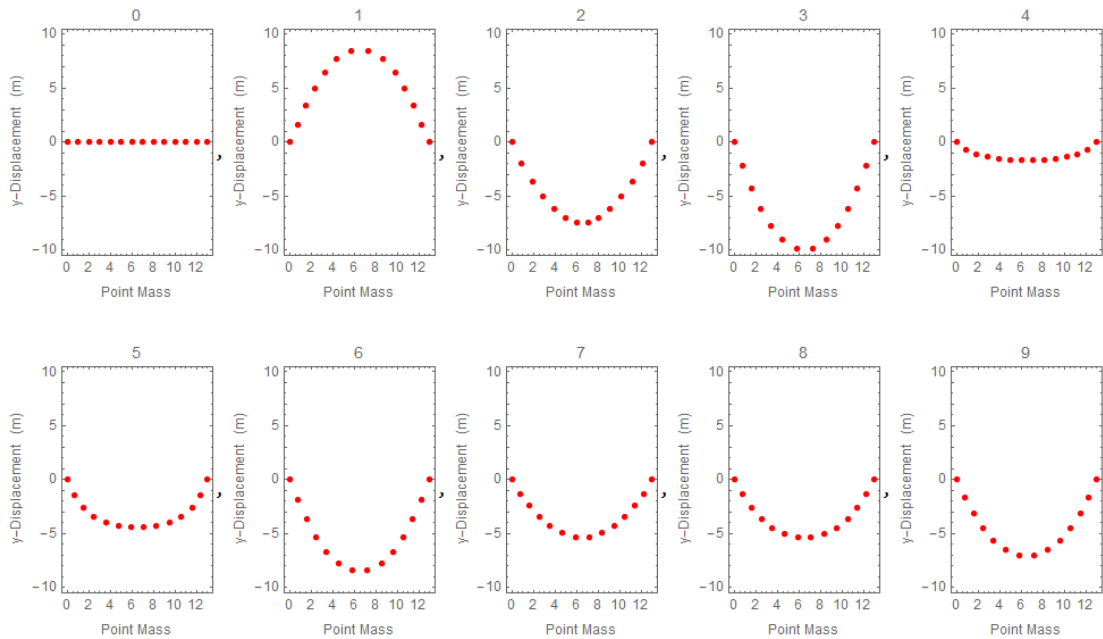 0 1 2 3 4
10 10 10 10 10
5 5 5 5 5
0 0 0 0 0
−5 −5 −5 −5 −5
−10 −10 −10 −10 −10
y−Displacement (m) y−Displacement (m) y−Displacement (m) y−Displacement (m) y−Displacement (m)
, , , ,
0 2 4 6 8 10 12 0 2 4 6 8 10 12 0 2 4 6 8 10 12 0 2 4 6 8 10 12 0 2 4 6 8 10 12
Point Mass Point Mass Point Mass Point Mass Point Mass
5 6 7 8 9
10 10 10 10 10
5 5 5 5 5
0 0 0 0 0
−5 −5 −5 −5 −5
−10 −10 −10 −10 −10
y−Displacement (m) y−Displacement (m) y−Displacement (m) y−Displacement (m) y−Displacement (m)
, , , ,
0 2 4 6 8 10 12 0 2 4 6 8 10 12 0 2 4 6 8 10 12 0 2 4 6 8 10 12 0 2 4 6 8 10 12
Point Mass Point Mass Point Mass Point Mass Point Mass